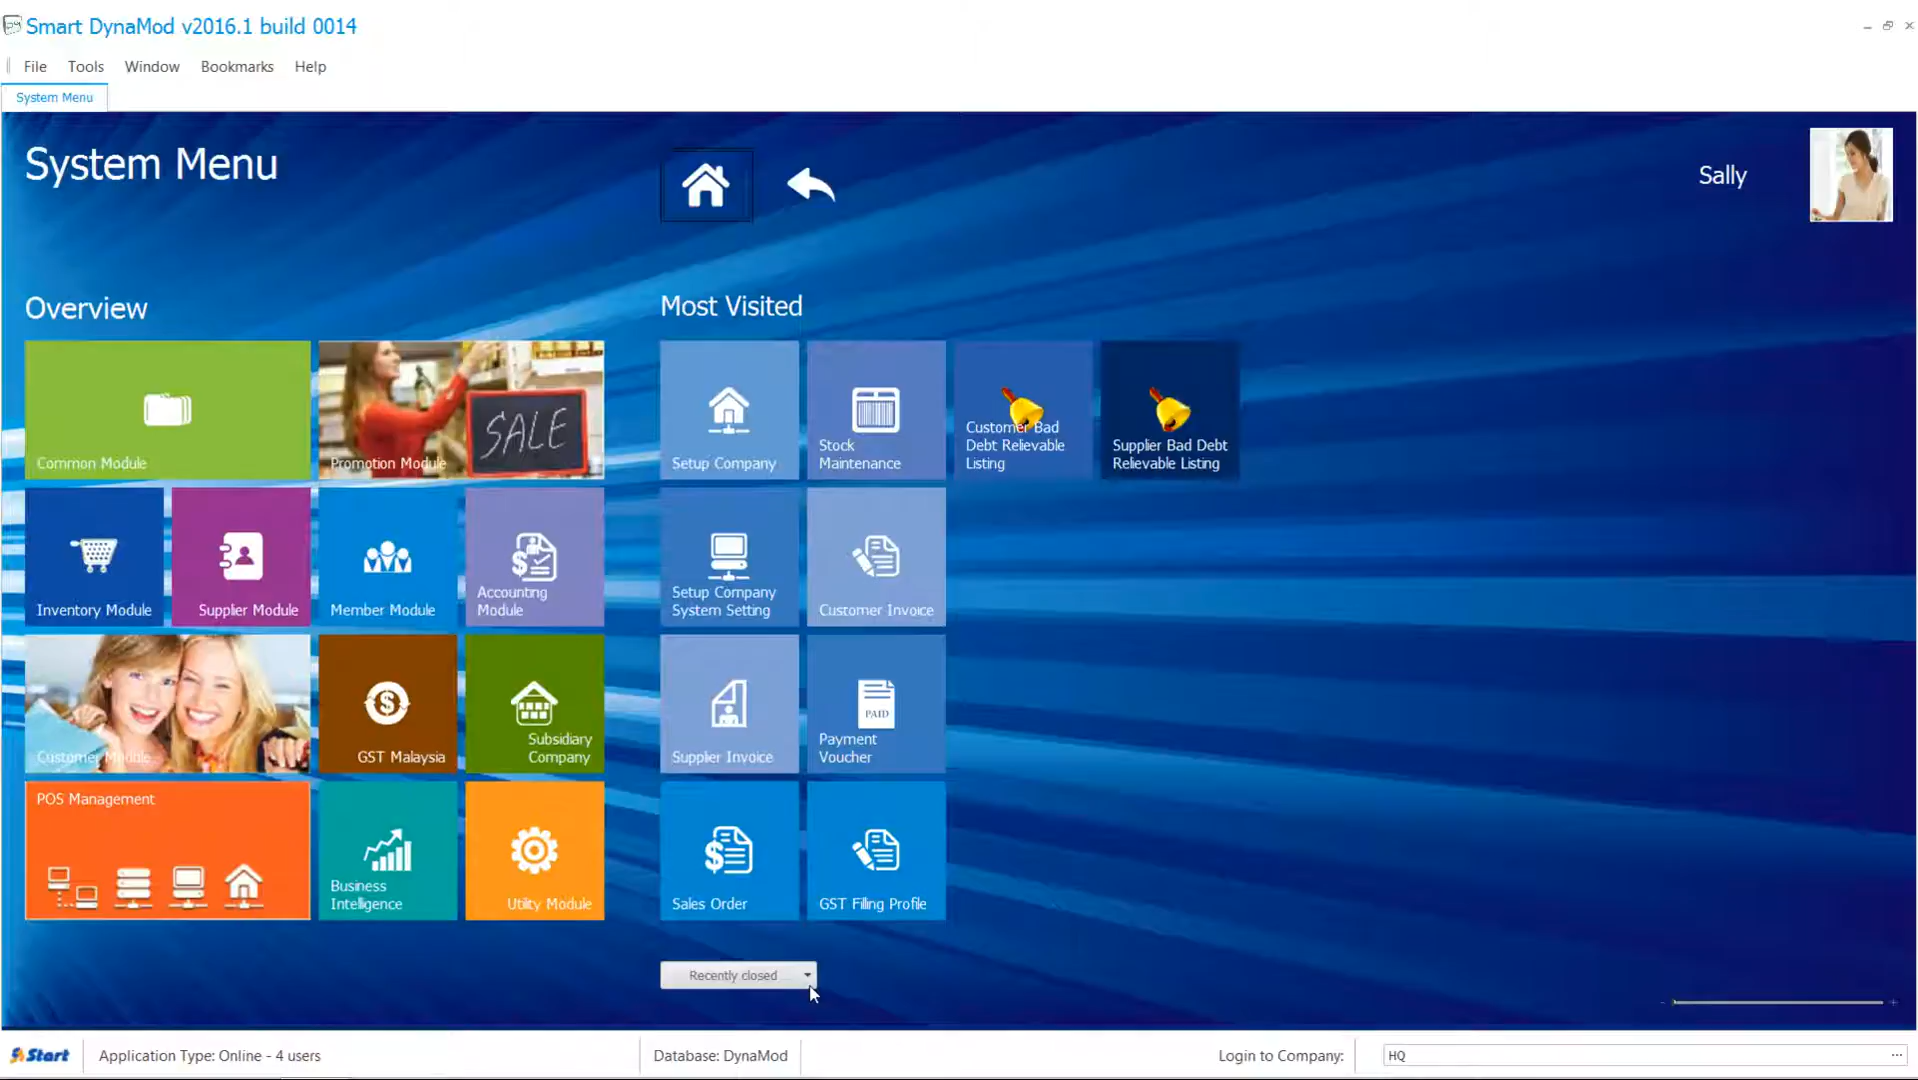 Smart DynaMod v2016.1 build 0014
File Tools Window Bookmarks Help
System Menu
System Menu
Sally
Overview
Most Visited
Common Module
Promotion Module
SALE
Setup Company
Stock
Maintenance
Customer Bad
Debt Relievable
Listing
Supplier Bad Debt
Relievable Listing
Inventory Module
Supplier Module
Member Module
Accounting
Module
Setup Company
System Setting
Customer Invoice
Customer Module
GST Malaysia
Subsidiary
Company
Supplier Invoice
PAID
Payment
Voucher
POS Management
Business
Intelligence
Utility Module
Sales Order
GST Filling Profile
Recently closed
Start
Application Type: Online - 4 users
Database: DynaMod
Login to Company:
HQ